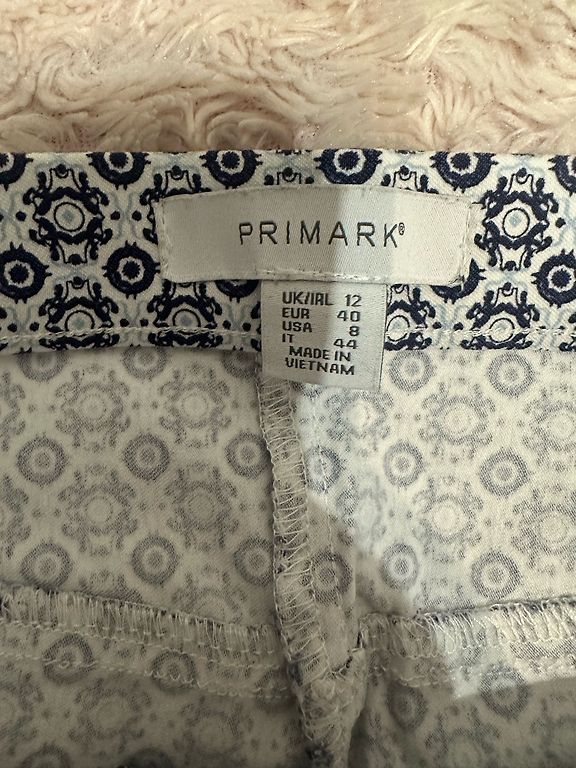 PRIMARK®
UK/IRL 12
EUR 40
USA 8
IT 44
MADE IN
VIETNAM